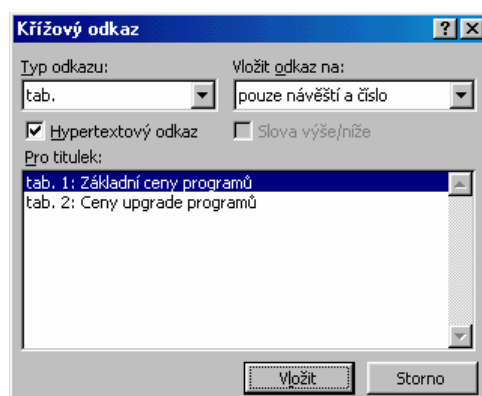 Křížový odkaz
Typ odkazu: Vložit odkaz na:
tab. pouze návěští a číslo
Hypertextový odkaz Slova výše/níže
Pro titulek:
tab. 1: Základní ceny programů
tab. 2: Ceny upgrade programů
Vložit Storno